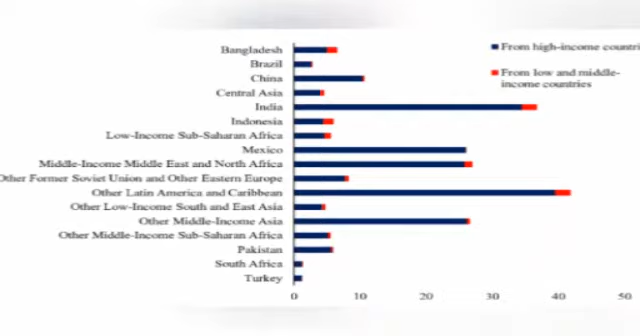 Bangladesh
Brazil
China
Central Asia
India
Indonesia
Low-Income Sub-Saharan Africa
Mexico
Middle-Income Middle East and North Africa
Other Former Soviet Union and Other Eastern Europe
Other Latin America and Caribbean
Other Low-Income South and East Asia
Other Middle-Income Asia
Other Middle-Income Sub-Saharan Africa
Pakistan
South Africa
Turkey
0 10 20 30 40 50
From high-income countri
From low and middle-
income countries